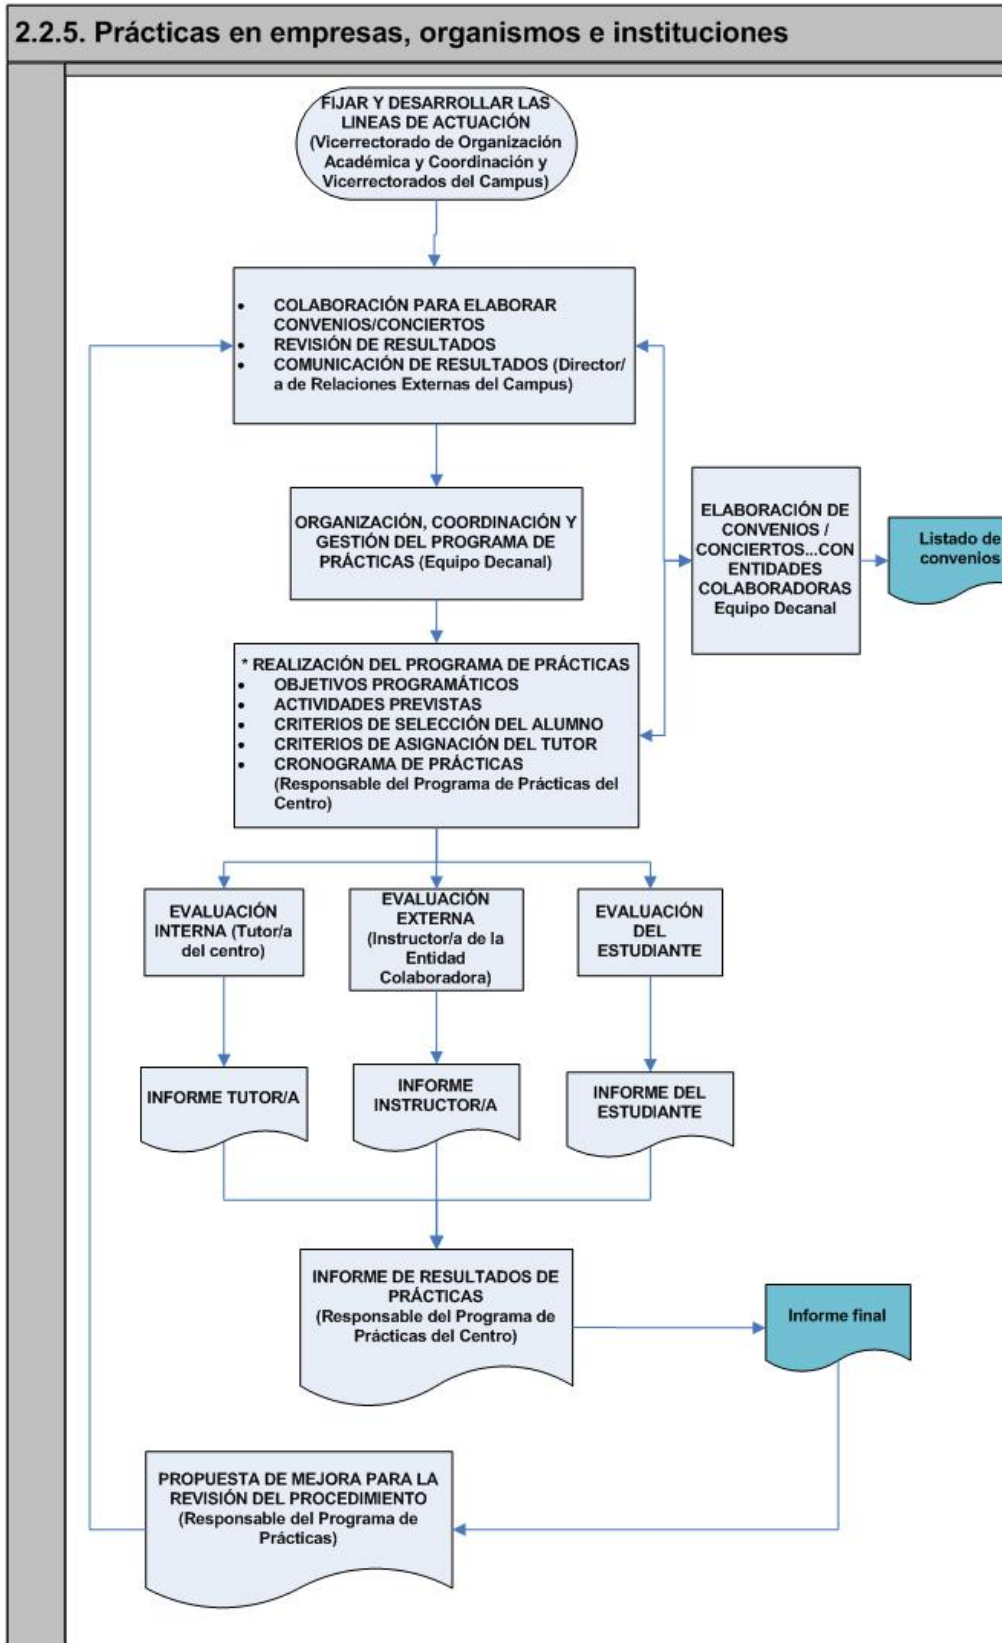 2.2.5. Prácticas en empresas, organismos e instituciones
FIJAR Y DESARROLLAR LAS
LINEAS DE ACTUACIÓN
(Vicerrectorado de Organización
Académica y Coordinación y
Vicerrectorados del Campus)
• COLABORACIÓN PARA ELABORAR
CONVENIOS/CONCIERTOS
• REVISIÓN DE RESULTADOS
• COMUNICACIÓN DE RESULTADOS (Director/
a de Relaciones Externas del Campus)
ORGANIZACIÓN, COORDINACIÓN Y
GESTIÓN DEL PROGRAMA DE
PRÁCTICAS (Equipo Decanal)
ELABORACIÓN DE
CONVENIOS /
CONCIERTOS...CON
ENTIDADES
COLABORADORAS
Equipo Decanal
Listado de
convenios
* REALIZACIÓN DEL PROGRAMA DE PRÁCTICAS
• OBJETIVOS PROGRAMÁTICOS
• ACTIVIDADES PREVISTAS
• CRITERIOS DE SELECCIÓN DEL ALUMNO
• CRITERIOS DE ASIGNACIÓN DEL TUTOR
• CRONOGRAMA DE PRÁCTICAS
(Responsable del Programa de Prácticas del
Centro)
EVALUACIÓN
INTERNA (Tutor/a
del centro)
EVALUACIÓN
EXTERNA
(Instructor/a de la
Entidad
Colaboradora)
EVALUACIÓN
DEL
ESTUDIANTE
INFORME TUTOR/A
INFORME
INSTRUCTOR/A
INFORME DEL
ESTUDIANTE
INFORME DE RESULTADOS DE
PRÁCTICAS
(Responsable del Programa de
Prácticas del Centro)
Informe final
PROPUESTA DE MEJORA PARA LA
REVISIÓN DEL PROCEDIMIENTO
(Responsable del Programa de
Prácticas)